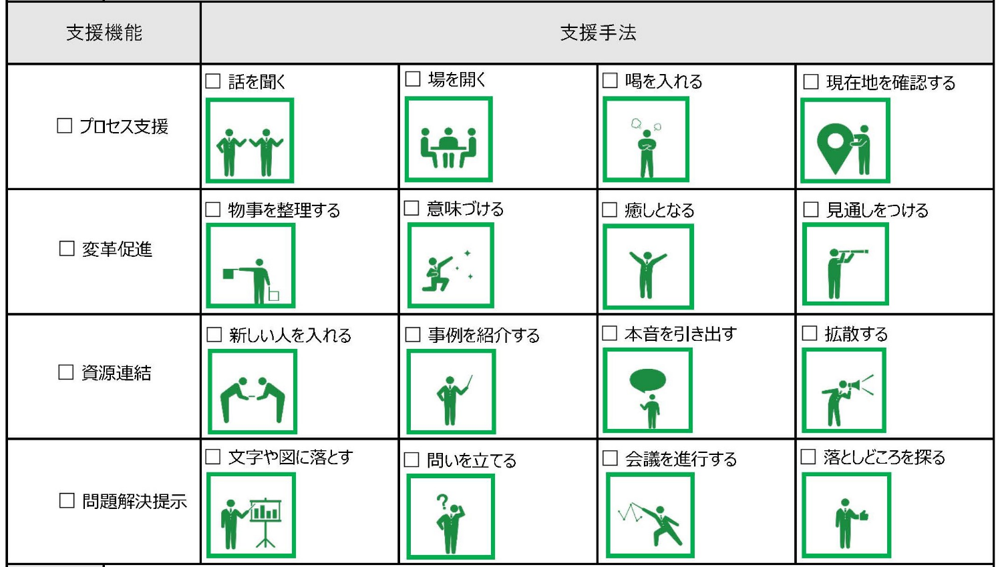 支援機能 支援手法
□ プロセス支援
□ 話を聞く
□ 場を開く
□ 喝を入れる
□ 現在地を確認する
□ 変革促進
□ 物事を整理する
□ 意味づける
□ 癒しとなる
□ 見通しをつける
□ 資源連結
□ 新しい人を入れる
□ 事例を紹介する
□ 本音を引き出す
□ 拡散する
□ 問題解決提示
□ 文字や図に落とす
□ 問いを立てる
?
□ 会議を進行する
□ 落としどころを探る